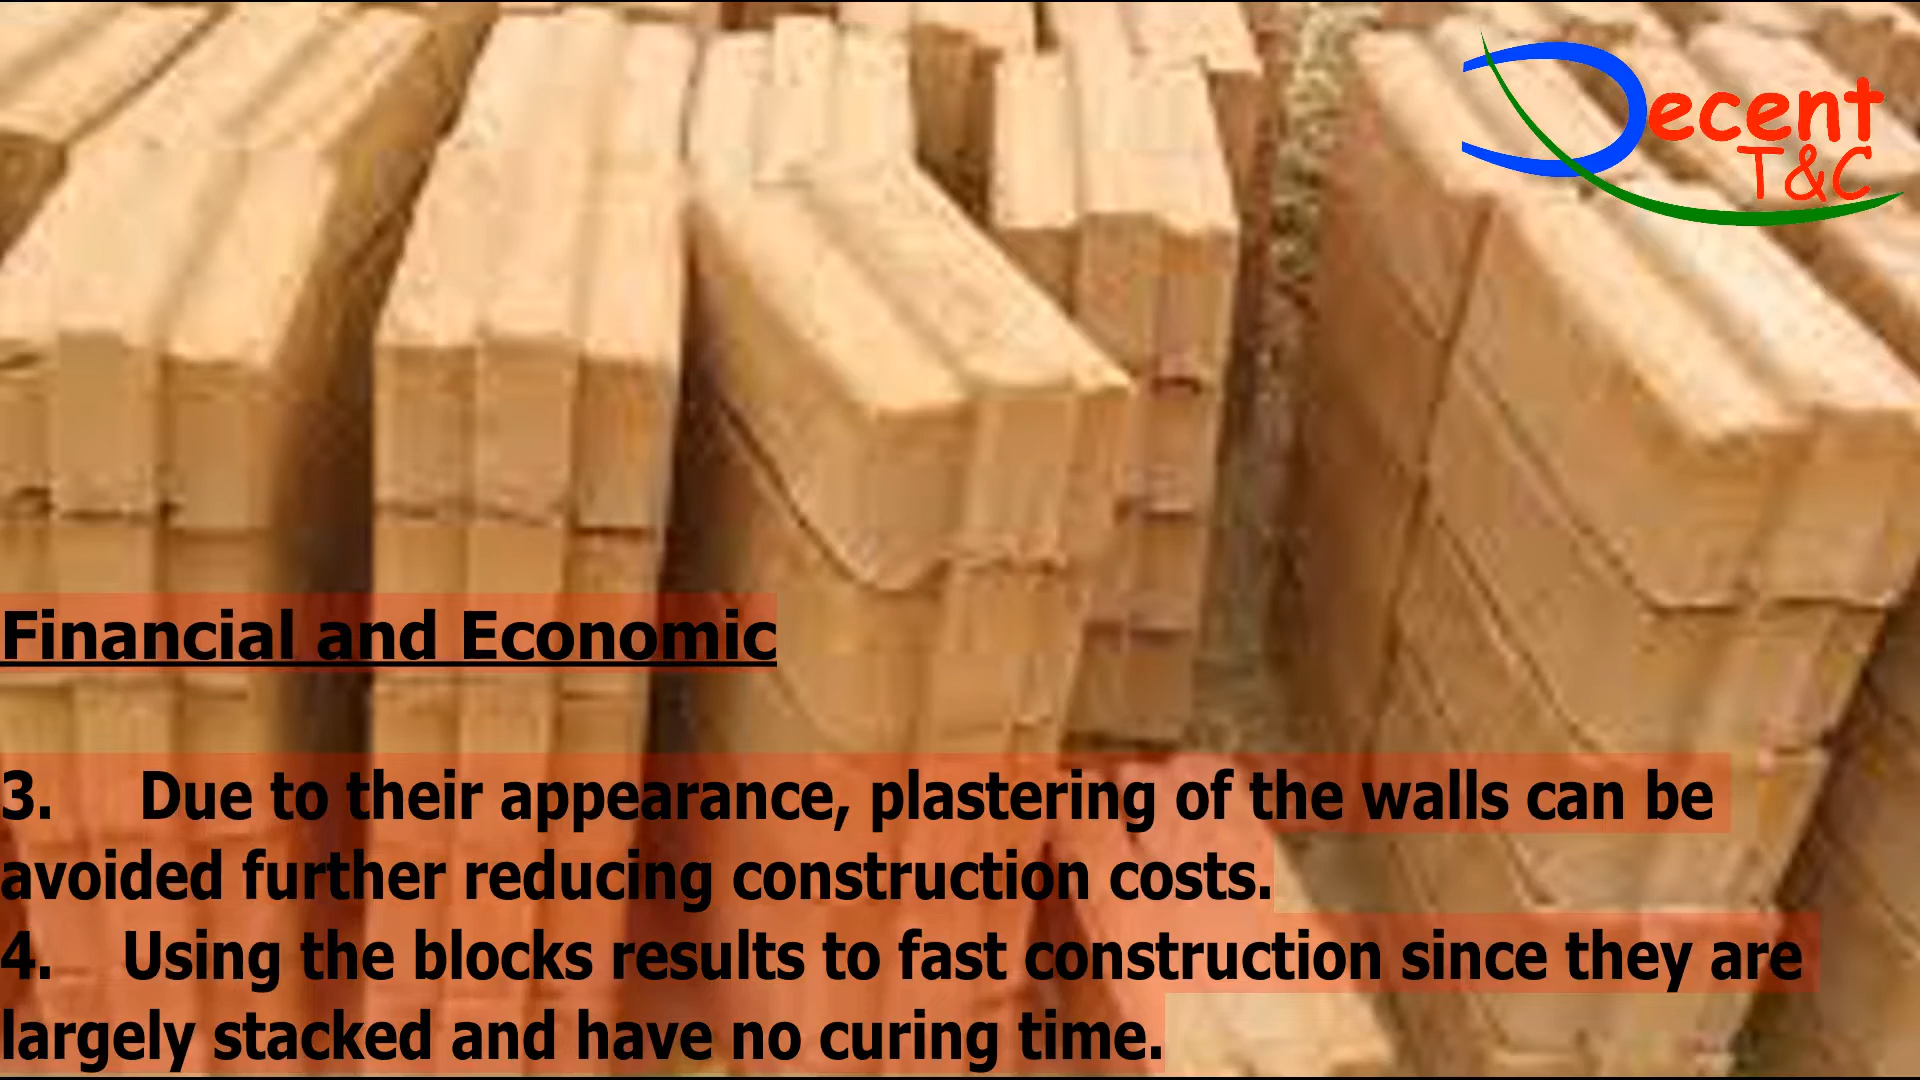 Decent
T&C
Financial and Economic
3. Due to their appearance, plastering of the walls can be
avoided further reducing construction costs.
4. Using the blocks results to fast construction since they are
largely stacked and have no curing time.